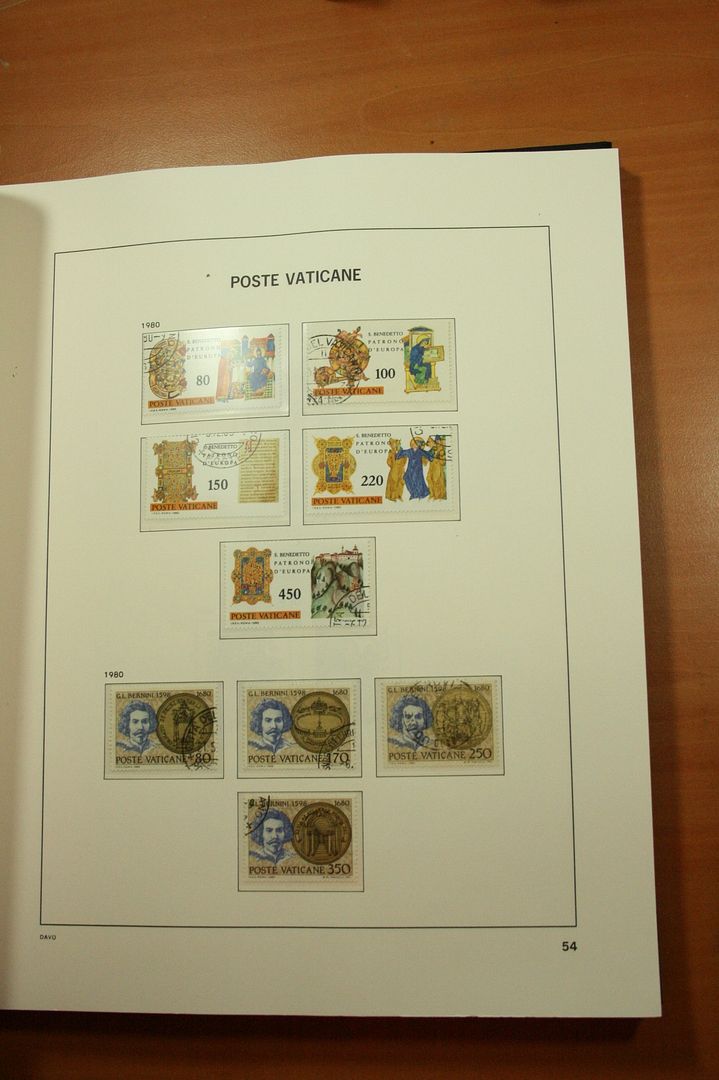 POSTE VATICANE
1980
S. BENEDETTO
PATRONO
D'EUROPA
80
POSTE VATICANE
S. BENEDETTO
PATRONO
D'EUROPA
100
POSTE VATICANE
S. BENEDETTO
PATRONO
D'EUROPA
150
POSTE VATICANE
S. BENEDETTO
PATRONO
D'EUROPA
220
POSTE VATICANE
S. BENEDETTO
PATRONO
D'EUROPA
450
POSTE VATICANE
1980
G.L. BERNINI 1598 1680
POSTE VATICANE 80
G.L. BERNINI 1598 1680
POSTE VATICANE 170
G.L. BERNINI 1598 1680
POSTE VATICANE 250
G.L. BERNINI 1598 1680
POSTE VATICANE 350
DAVO
54